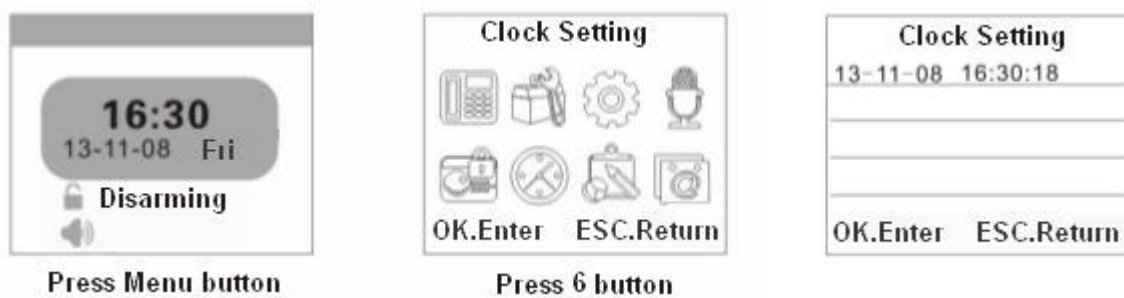 16:30
13-11-08 Fri
Disarming
Press Menu button
Clock Setting
OK.Enter ESC.Return
Press 6 button
Clock Setting
13-11-08 16:30:18
OK.Enter ESC.Return